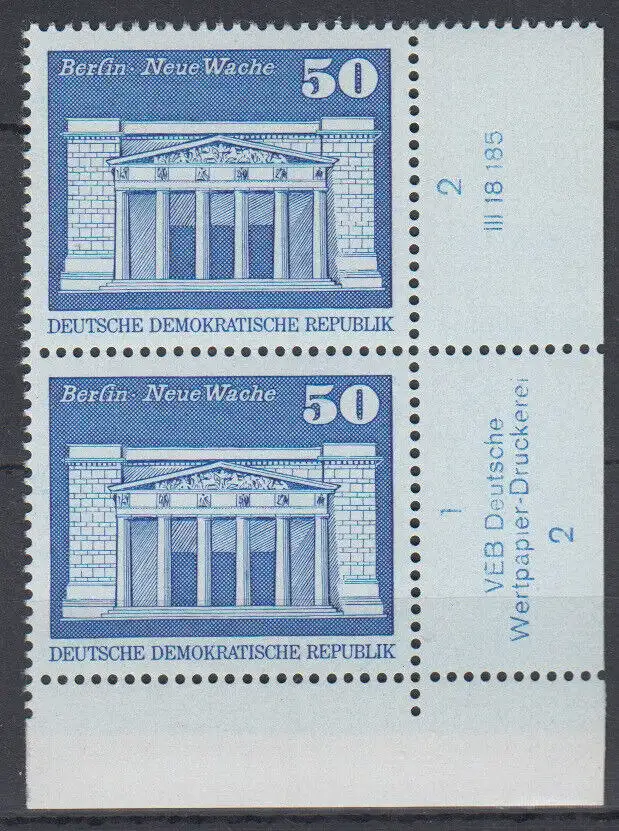 Berlin · Neue Wache 50
DEUTSCHE DEMOKRATISCHE REPUBLIK
2
III 18 185
Berlin · Neue Wache 50
DEUTSCHE DEMOKRATISCHE REPUBLIK
1
VEB Deutsche
Wertpapier-Druckerei
2